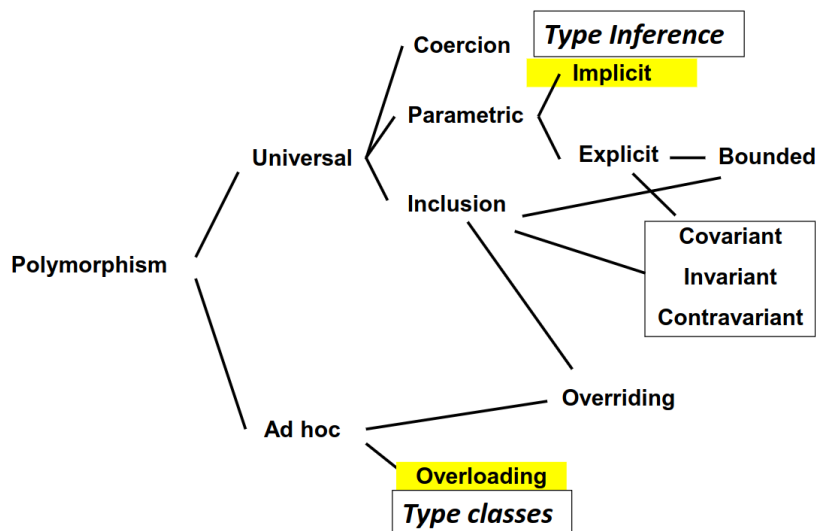 Coercion
Type Inference
Implicit
Parametric
Universal
Explicit
Bounded
Inclusion
Covariant
Polymorphism
Invariant
Contravariant
Overriding
Ad hoc
Overloading
Type classes